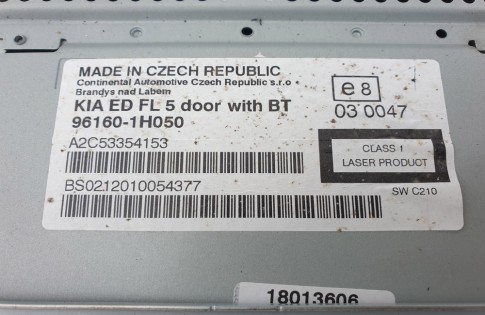 MADE IN CZECH REPUBLIC
Continental Automotive Czech Republic s.r.o.
Brandys nad Labem
KIA ED FL 5 door with BT
96160-1H050
A2C53354153
BS0212010054377
e8
03 0047
CLASS 1
LASER PRODUCT
SW C210
18013606